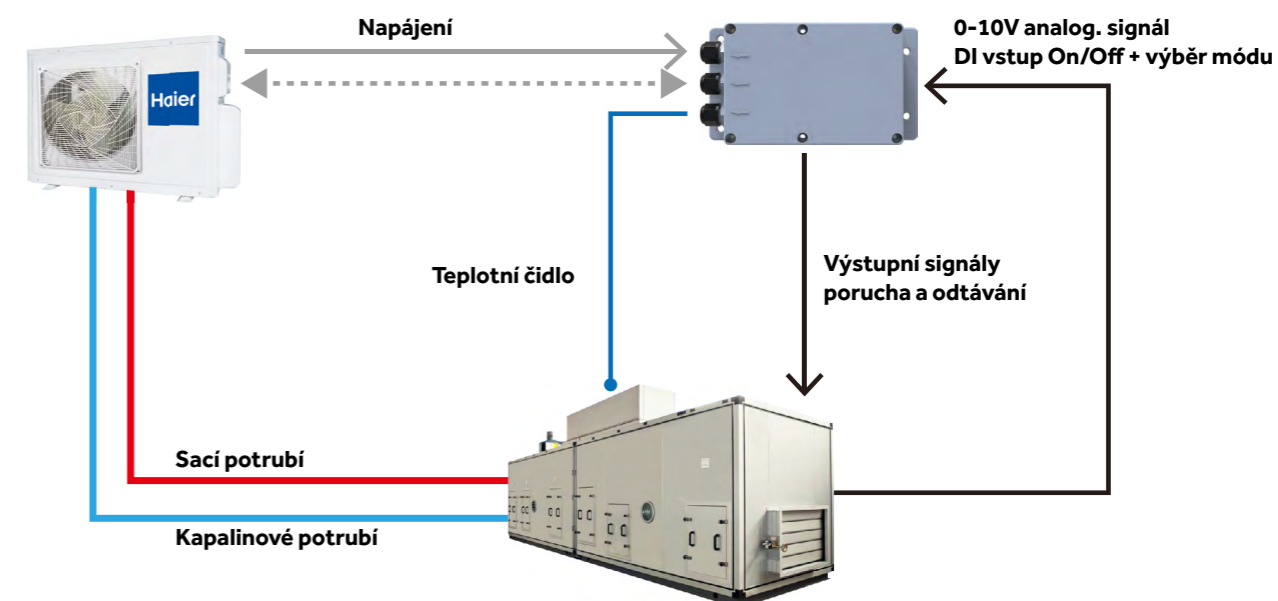 Napájení
0-10V analog. signál
DI vstup On/Off + výběr módu
Haier
Teplotní čidlo
Výstupní signály
porucha a odtávání
Sací potrubí
Kapalinové potrubí